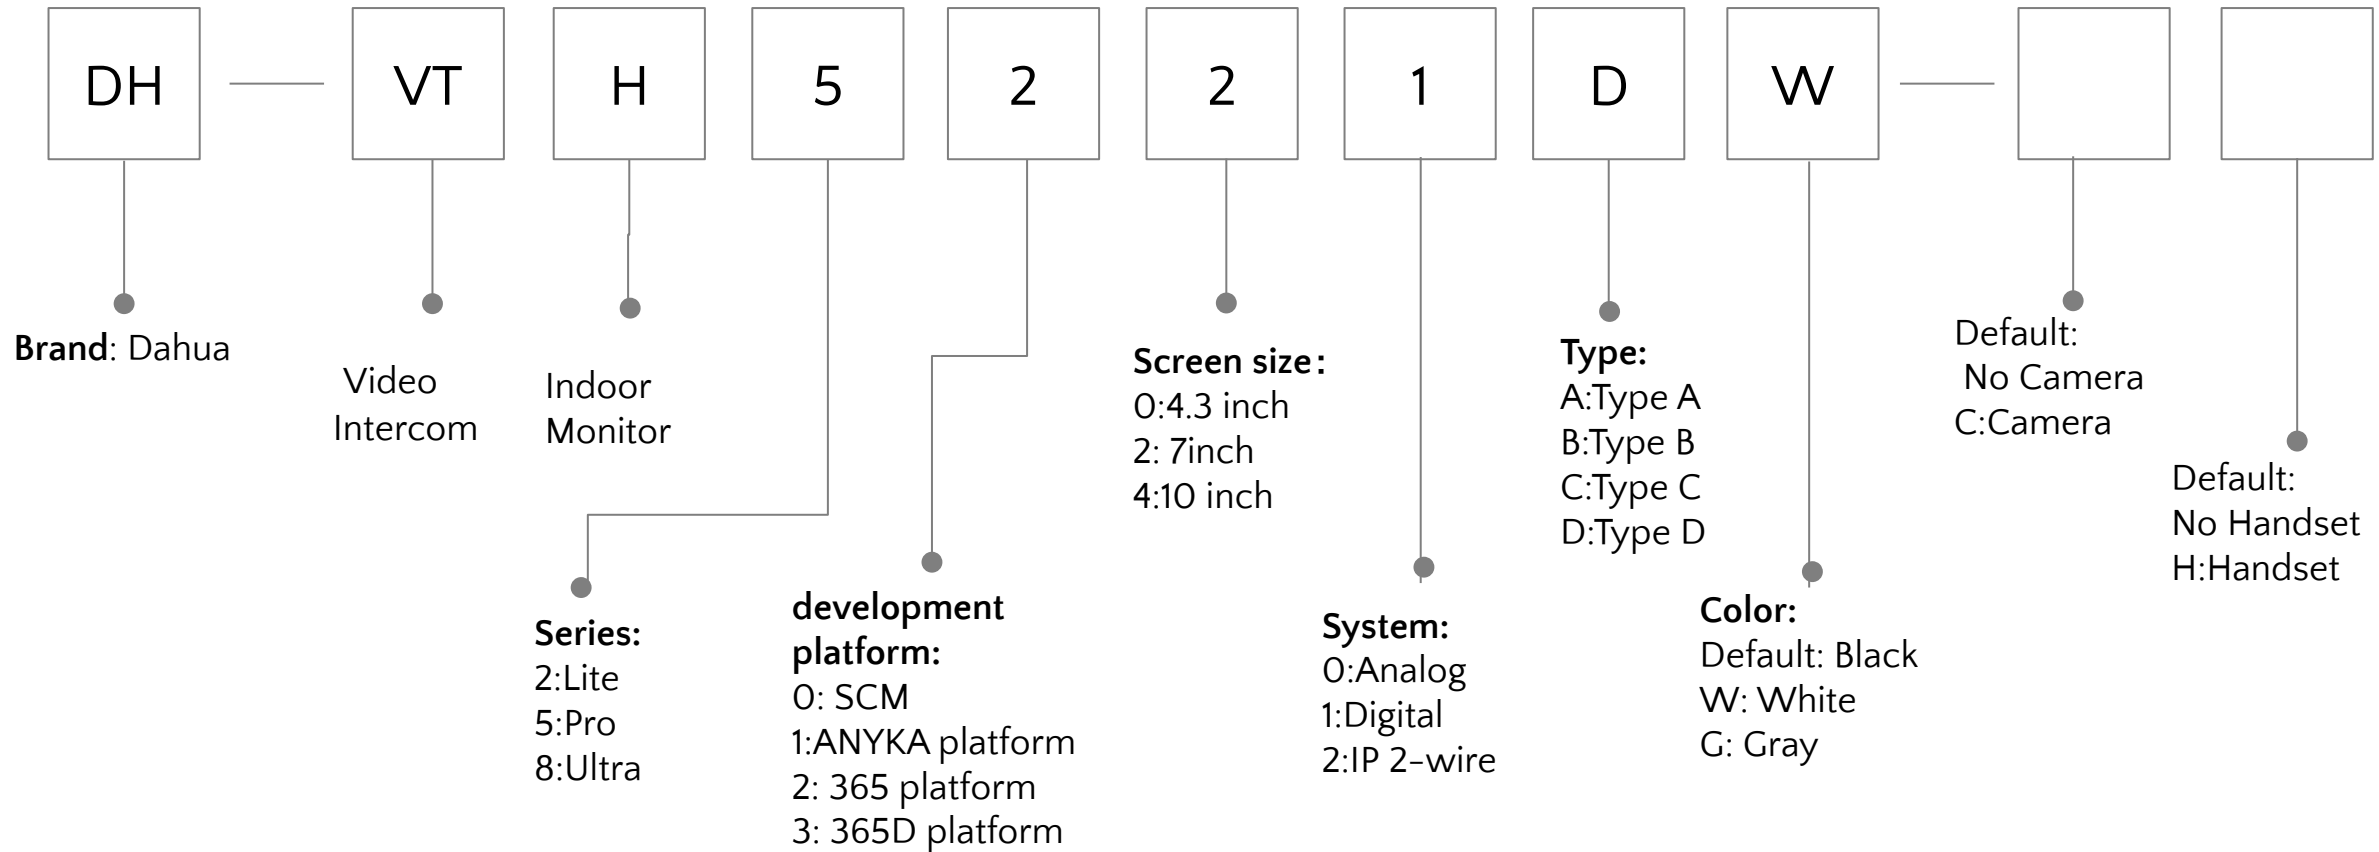 DH — VT H 5 2 2 1 D W —
Brand: Dahua
Video
Intercom
Indoor
Monitor
Series:
2:Lite
5:Pro
8:Ultra
development
platform:
0: SCM
1:ANYKA platform
2: 365 platform
3: 365D platform
Screen size:
0:4.3 inch
2: 7inch
4:10 inch
System:
0:Analog
1:Digital
2:IP 2-wire
Type:
A:Type A
B:Type B
C:Type C
D:Type D
Color:
Default: Black
W: White
G: Gray
Default:
No Camera
C:Camera
Default:
No Handset
H:Handset